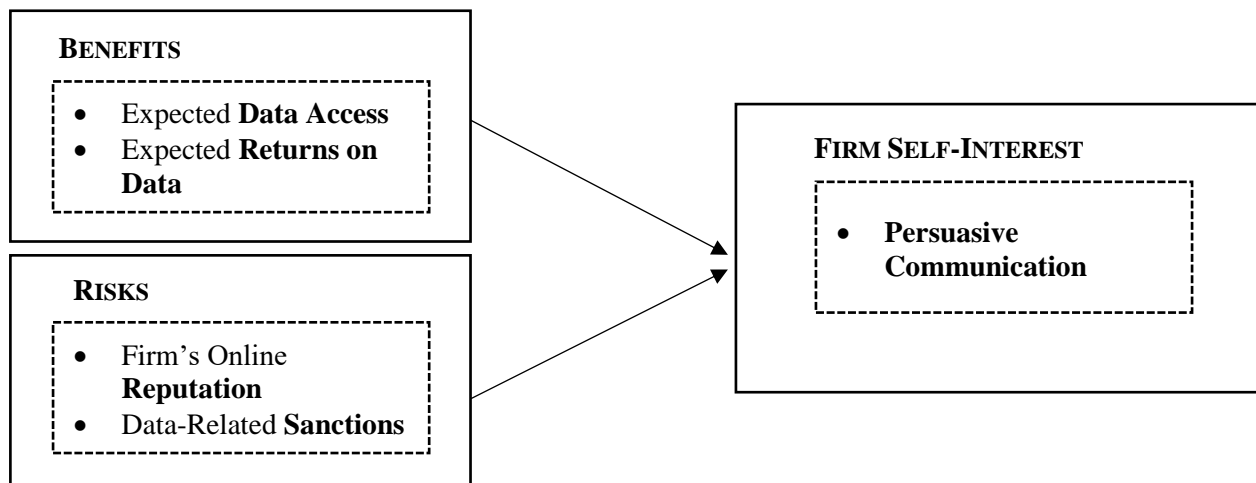 BENEFITS
• Expected Data Access
• Expected Returns on
Data
RISKS
• Firm’s Online
Reputation
• Data-Related Sanctions
FIRM SELF-INTEREST
• Persuasive
Communication